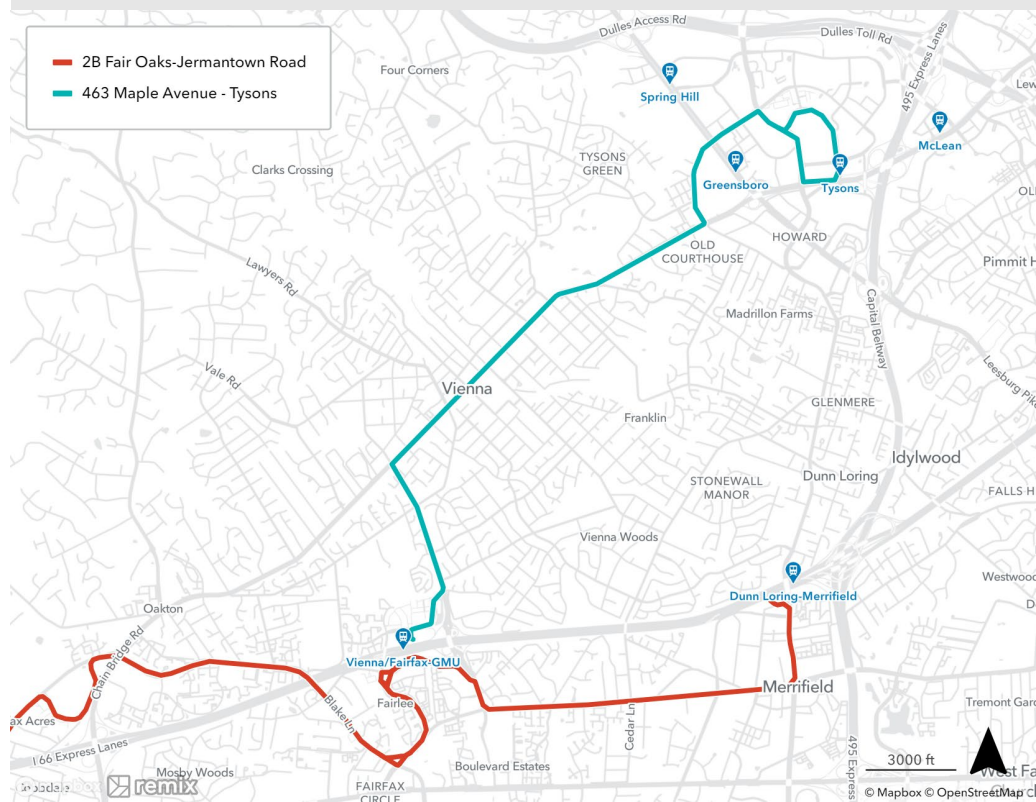 2B Fair Oaks-Jermantown Road
463 Maple Avenue - Tysons
Dulles Access Rd
Dulles Toll Rd
495 Express Lanes
Four Corners
Spring Hill
McLean
Clarks Crossing
TYSONS
GREEN
Greensboro
Tysons
HOWARD
OLD
COURTHOUSE
Pimmit H
Lawyers Rd
Madrillon Farms
Capital Beltway
Leesburg Pike
Vale Rd
Vienna
Franklin
GLENMERE
Idylwood
Dunn Loring
STONEWALL
MANOR
FALLS H
Vienna Woods
Westwood
Dunn Loring-Merrifield
Oakton
Chain Bridge Rd
Vienna/Fairfax-GMU
Merrifield
Fairlee
Blake Ln
Cedar Ln
Tremont Gard
ax Acres
I 66 Express Lanes
495 Express
3000 ft
Mosby Woods
Boulevard Estates
West Fa
remix
FAIRFAX
CIRCLE
© Mapbox © OpenStreetMap